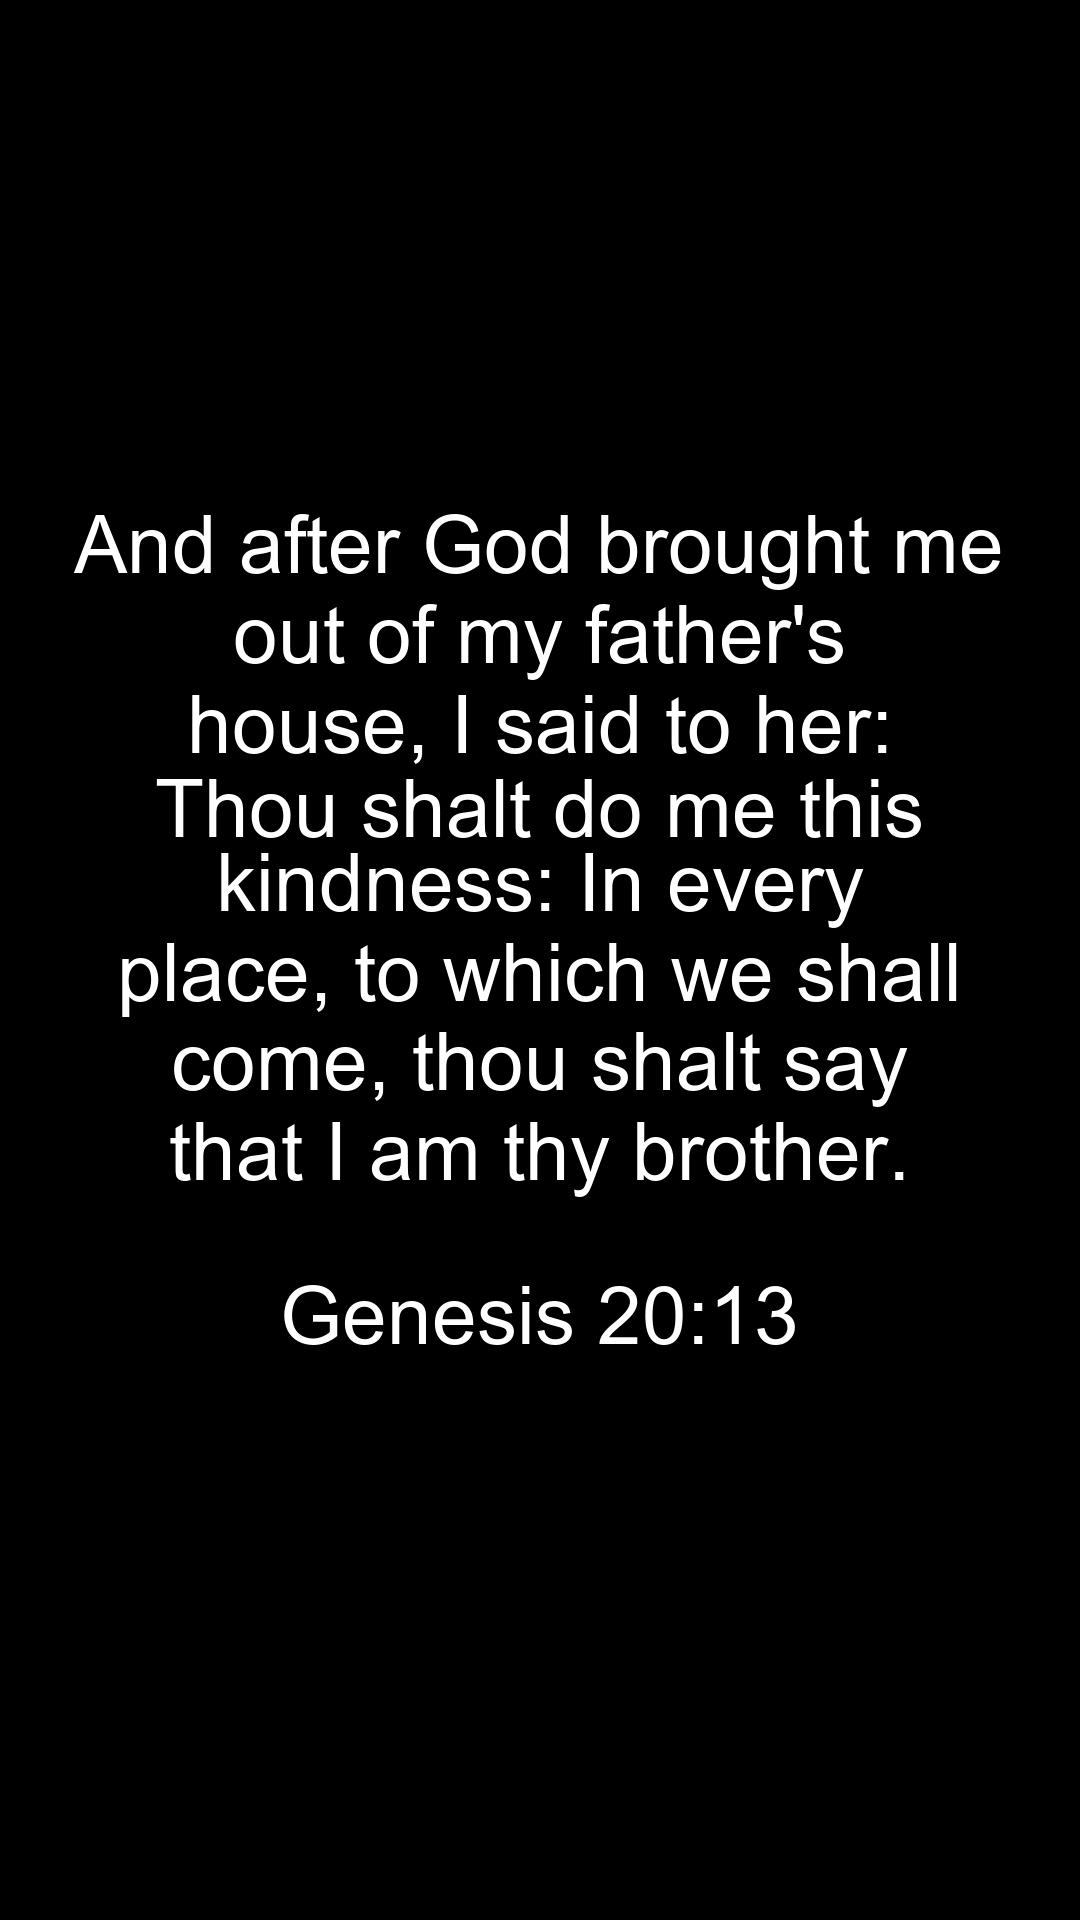 And after God brought me
out of my father's
house, I said to her:
Thou shalt do me this
kindness: In every
place, to which we shall
come, thou shalt say
that I am thy brother.
Genesis 20:13